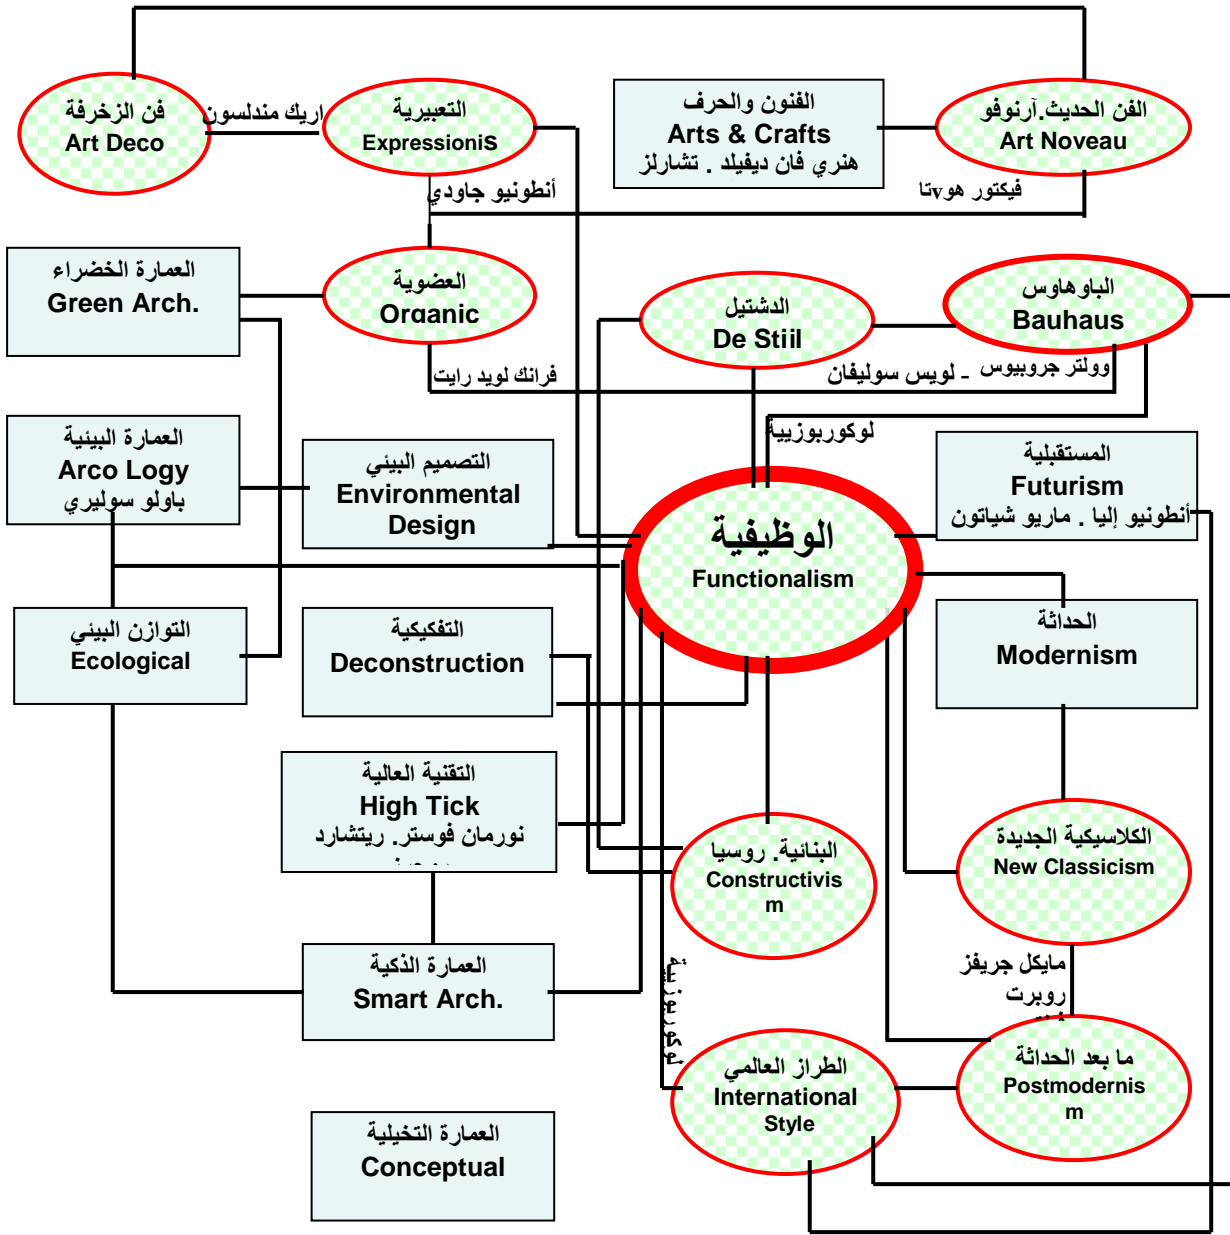 فن الزخرفة
Art Deco
اريك مندلسون
التعبيرية
Expressionis
الفنون والحرف
Arts & Crafts
هنري فان ديفيلد . تشارلز
الفن الحديث.آرنوفو
Art Noveau
أنطونيو جاودي
فيكتور هوvتا
العمارة الخضراء
Green Arch.
العضوية
Organic
الدشتيل
De Stiil
الباوهاوس
Bauhaus
فرانك لويد رايت
وولتر جروبيوس - لويس سوليفان
لوكوربوزيية
العمارة البيئية
Arco Logy
باولو سوليري
التصميم البيئي
Environmental
Design
المستقبلية
Futurism
أنطونيو إليا . ماريو شياتون
الوظيفية
Functionalism
التوازن البيئي
Ecological
التفكيكية
Deconstruction
الحداثة
Modernism
التقنية العالية
High Tick
نورمان فوستر. ريتشارد
البنائية. روسيا
Constructivis
m
الكلاسيكية الجديدة
New Classicism
العمارة الذكية
Smart Arch.
لوكوربوزيية
مايكل جريفز
روبرت
الطراز العالمي
International
Style
ما بعد الحداثة
Postmodernis
m
العمارة التخيلية
Conceptual